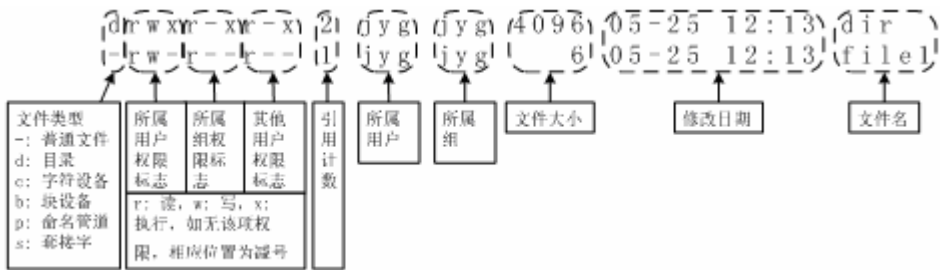 drwxr-xr-x 2 jyg jyg 4096 05-25 12:13 dir
-rw-r--r-- 1 jyg jyg 6 05-25 12:13 file1
文件类型
-: 普通文件
d: 目录
c: 字符设备
b: 块设备
p: 命名管道
s: 套接字
所属
用户
权限
标志
所属
组权
限标
志
其他
用户
权限
标志
r: 读, w: 写, x:
执行, 如无该项权
限, 相应位置为减号
引
用
计
数
所属
用户
所属
组
文件大小
修改日期
文件名